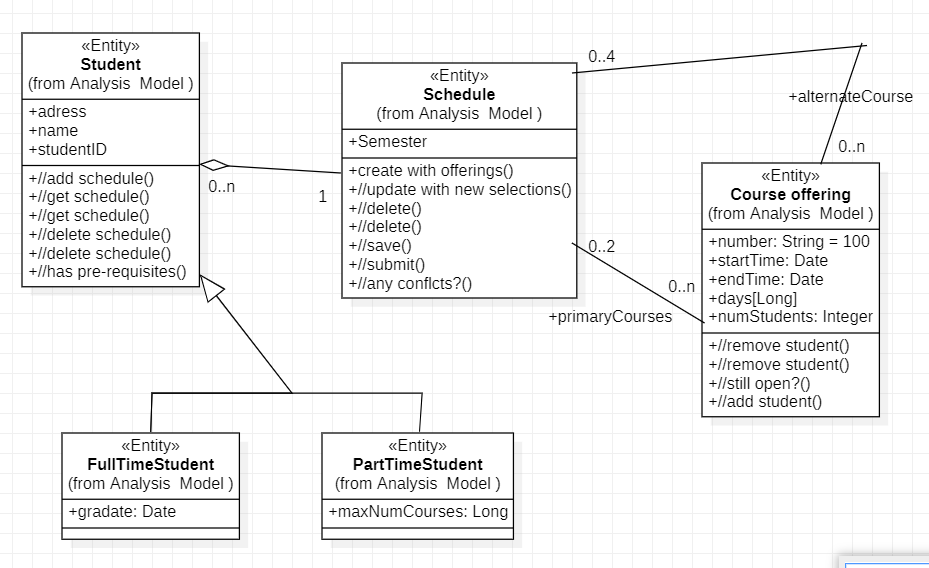 «Entity»
Student
(from Analysis Model )
+adress
+name
+studentID
+//add schedule()
+//get schedule()
+//get schedule()
+//delete schedule()
+//delete schedule()
+//has pre-requisites()
0..n
1
«Entity»
Schedule
(from Analysis Model )
+Semester
+create with offerings()
+//update with new selections()
+//delete()
+//delete()
+//save()
+//submit()
+//any conflcts?()
0..4
+alternateCourse
0..n
0..2
0..n
+primaryCourses
«Entity»
Course offering
(from Analysis Model )
+number: String = 100
+startTime: Date
+endTime: Date
+days[Long]
+numStudents: Integer
+//remove student()
+//remove student()
+//still open?()
+//add student()
«Entity»
FullTimeStudent
(from Analysis Model )
+gradate: Date
«Entity»
PartTimeStudent
(from Analysis Model )
+maxNumCourses: Long